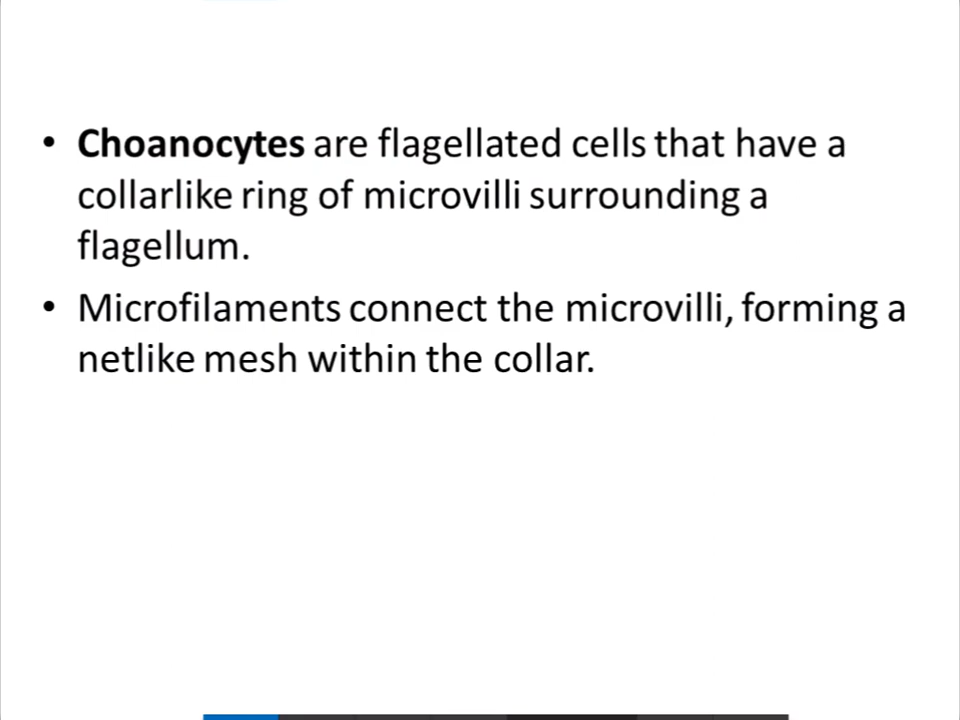 • Choanocytes are flagellated cells that have a
collarlike ring of microvilli surrounding a
flagellum.
• Microfilaments connect the microvilli, forming a
netlike mesh within the collar.